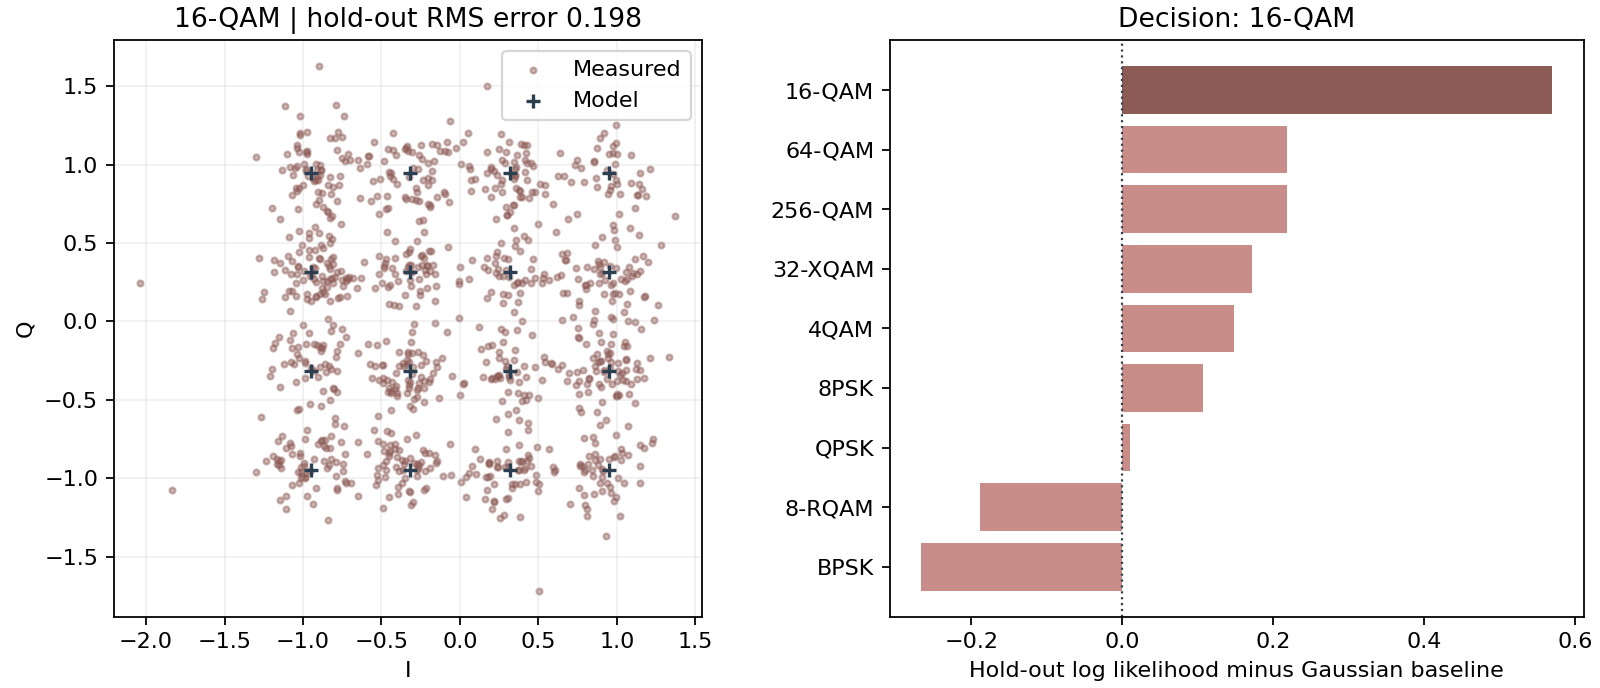 16-QAM | hold-out RMS error 0.198
Measured
Model
1.5
1.0
0.5
0.0
−0.5
−1.0
−1.5
Q
−2.0 −1.5 −1.0 −0.5 0.0 0.5 1.0 1.5
I
Decision: 16-QAM
16-QAM
64-QAM
256-QAM
32-XQAM
4QAM
8PSK
QPSK
8-RQAM
BPSK
−0.2 0.0 0.2 0.4 0.6
Hold-out log likelihood minus Gaussian baseline